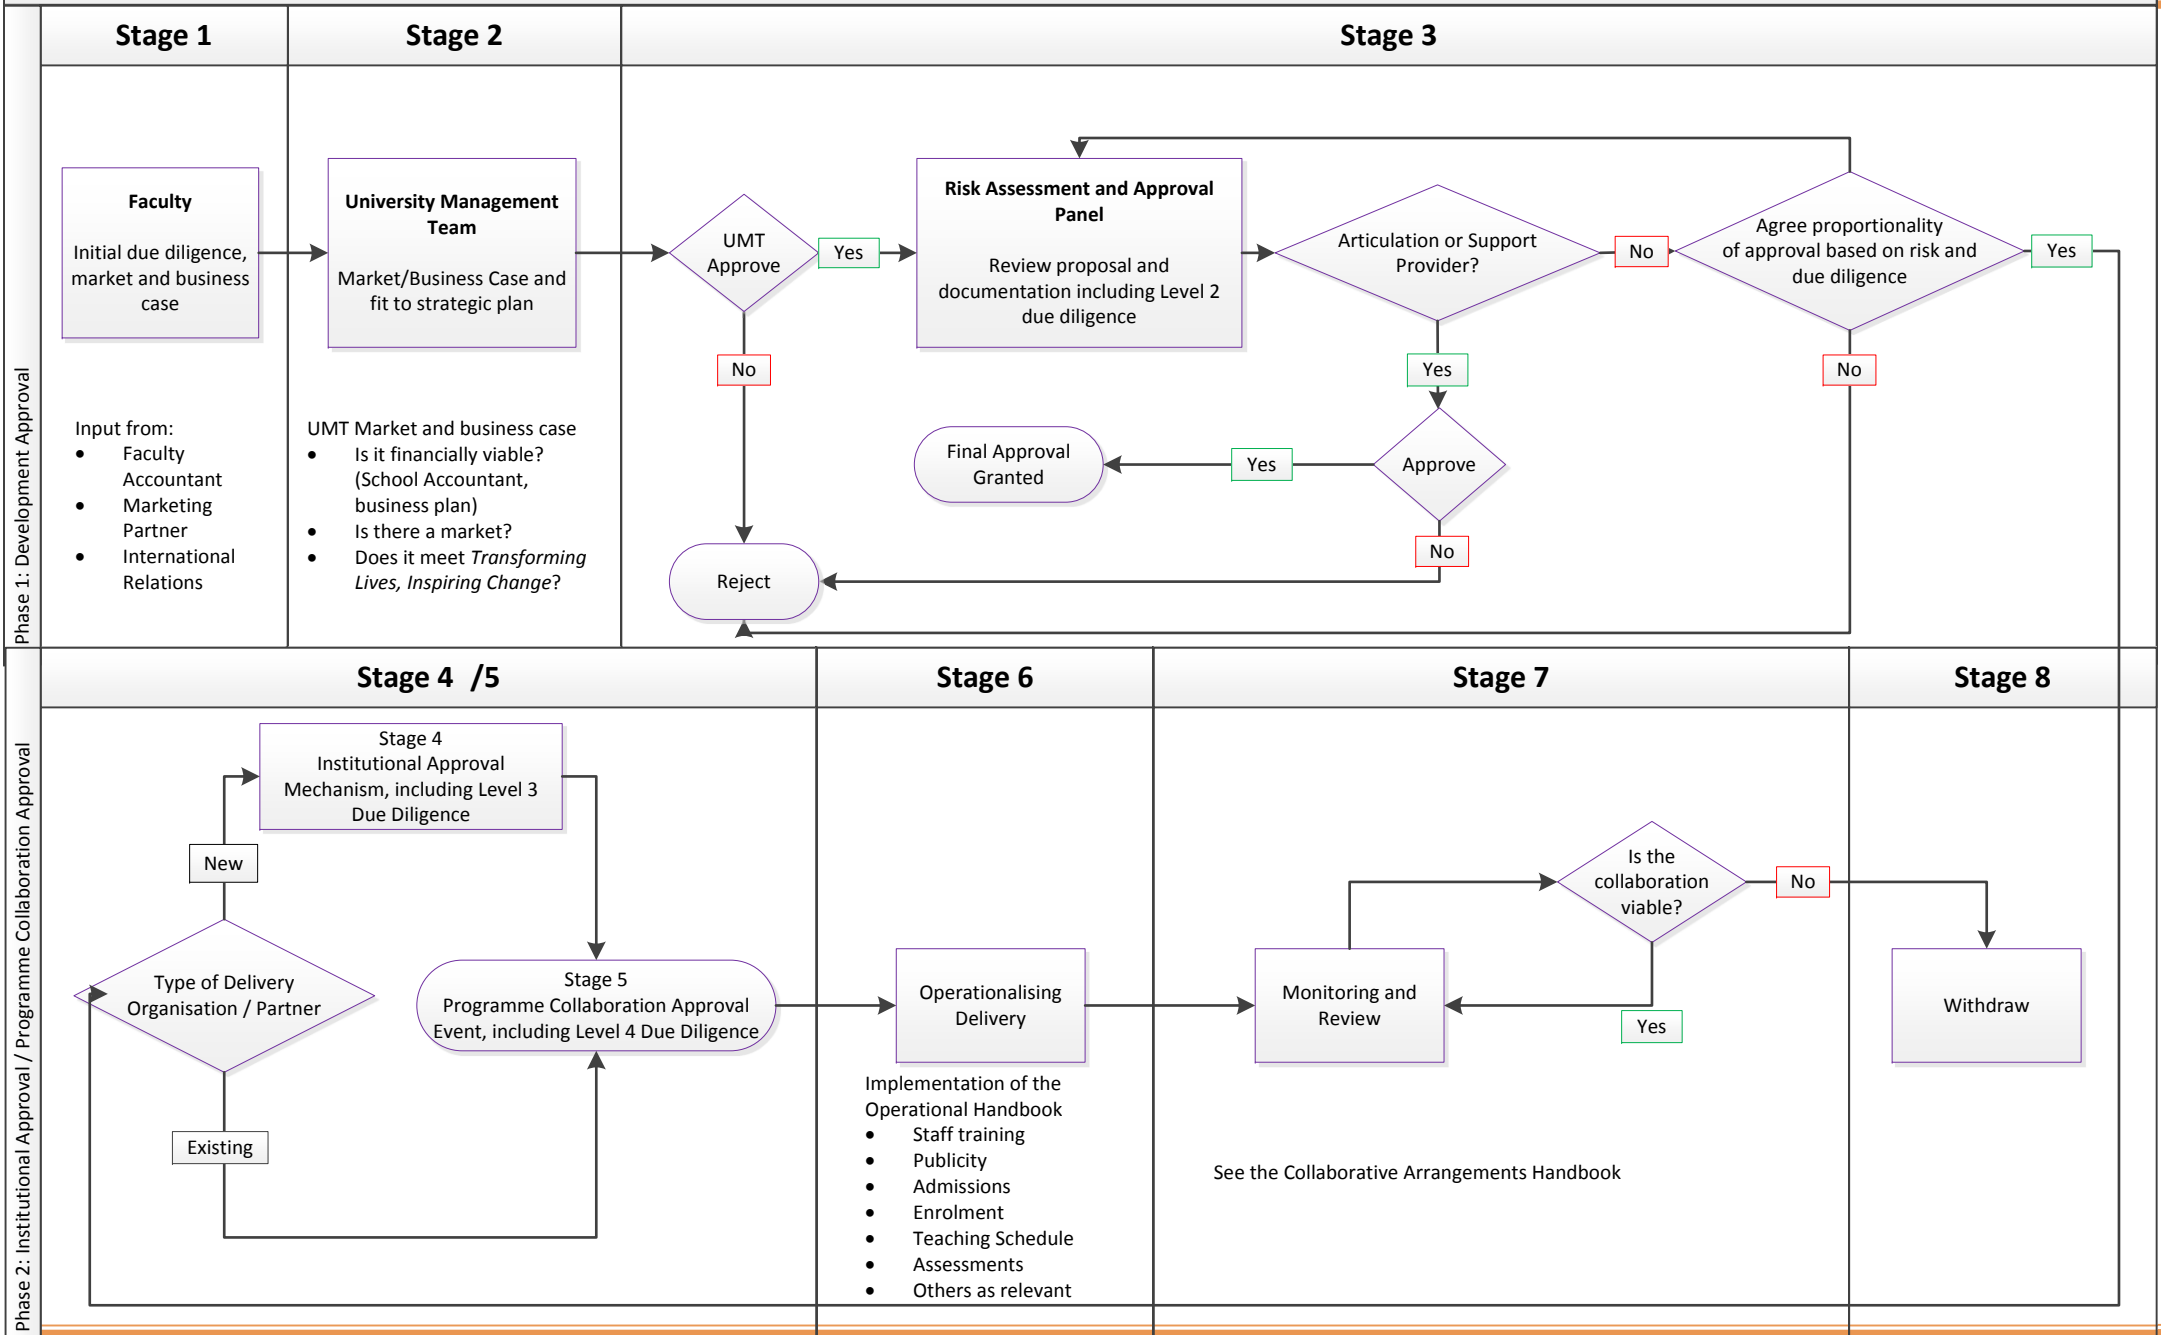 Stage 1
Stage 2
Stage 3
Phase 1: Development Approval
Faculty
Initial due diligence,
market and business
case
University Management
Team
Market/Business Case and
fit to strategic plan
UMT
Approve
Yes
No
Risk Assessment and Approval
Panel
Review proposal and
documentation including Level 2
due diligence
Articulation or Support
Provider?
No
Yes
Agree proportionality
of approval based on risk and
due diligence
Yes
No
Input from:
• Faculty
Accountant
• Marketing
Partner
• International
Relations
UMT Market and business case
• Is it financially viable?
(School Accountant,
business plan)
• Is there a market?
• Does it meet Transforming
Lives, Inspiring Change?
Final Approval
Granted
Yes
Approve
No
Reject
Stage 4 /5
Stage 6
Stage 7
Stage 8
Phase 2: Institutional Approval / Programme Collaboration Approval
Stage 4
Institutional Approval
Mechanism, including Level 3
Due Diligence
New
Type of Delivery
Organisation / Partner
Existing
Stage 5
Programme Collaboration Approval
Event, including Level 4 Due Diligence
Operationalising
Delivery
Implementation of the
Operational Handbook
• Staff training
• Publicity
• Admissions
• Enrolment
• Teaching Schedule
• Assessments
• Others as relevant
Is the
collaboration
viable?
No
Yes
Monitoring and
Review
See the Collaborative Arrangements Handbook
Withdraw